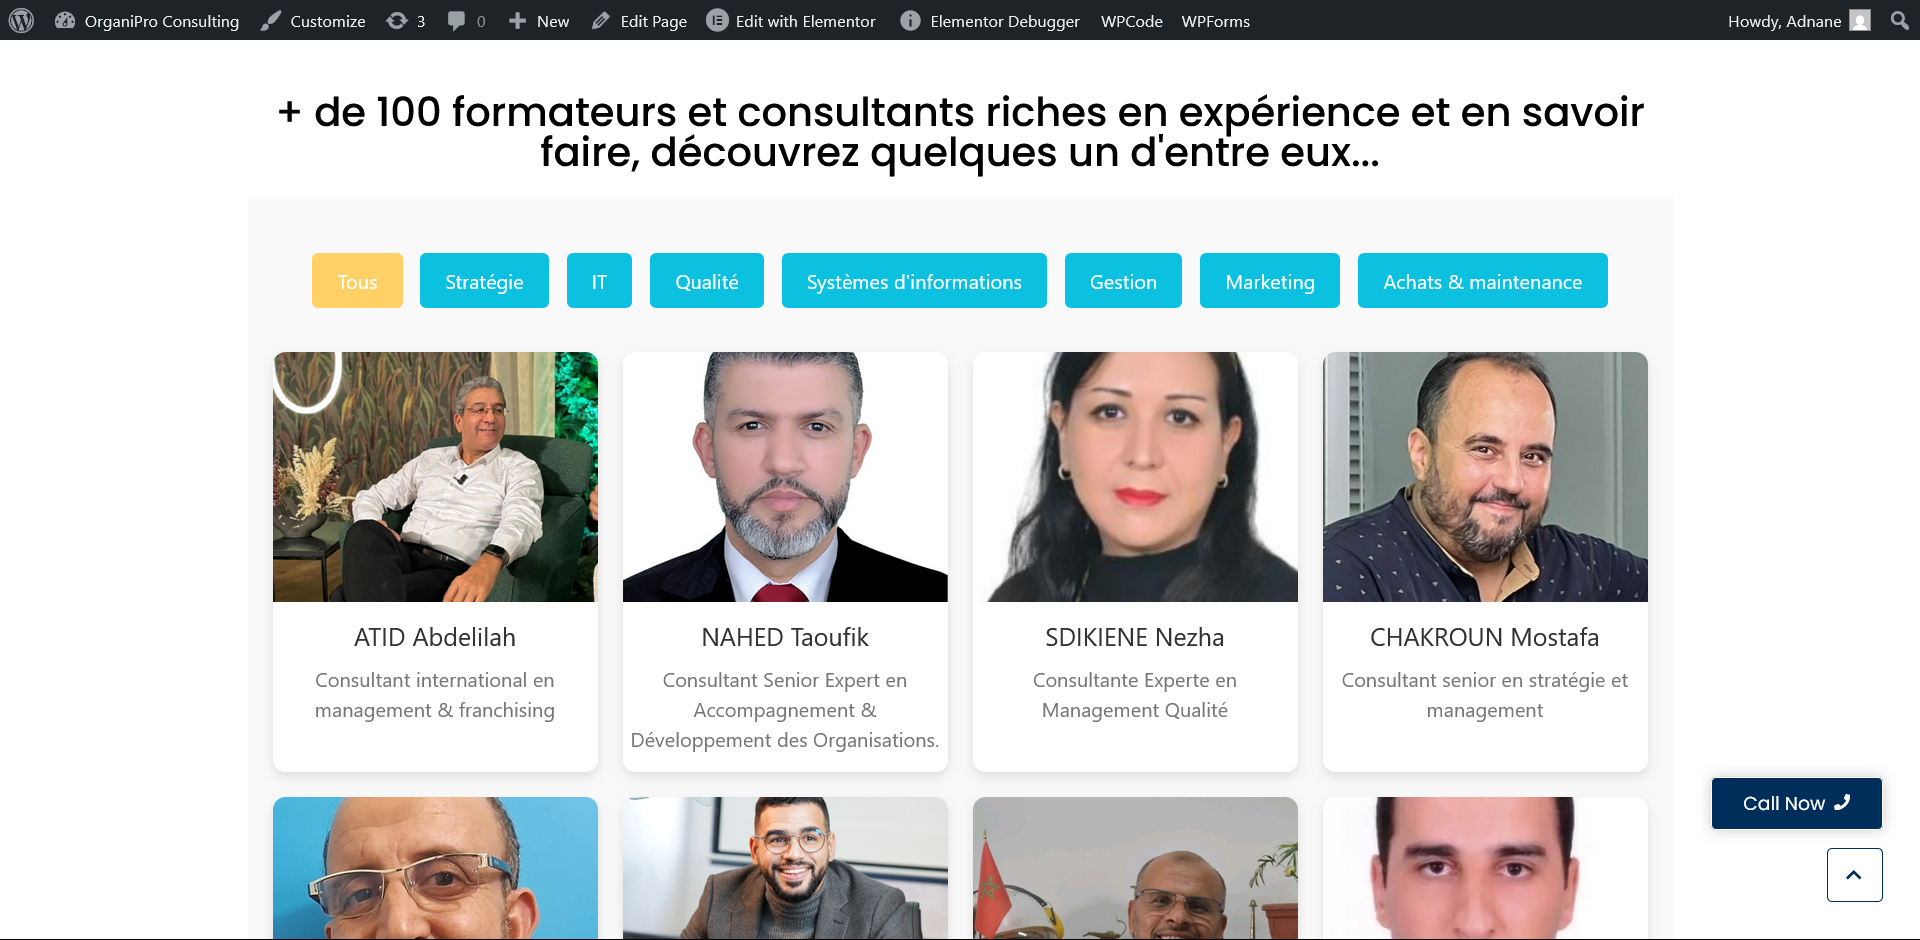 OrganiPro Consulting Customize 3 0 New Edit Page Edit with Elementor Elementor Debugger WPCode WPForms Howdy, Adnane
+ de 100 formateurs et consultants riches en expérience et en savoir
faire, découvrez quelques un d'entre eux...
Tous Stratégie IT Qualité Systèmes d'informations Gestion Marketing Achats & maintenance
ATID Abdelilah
Consultant international en
management & franchising
NAHED Taoufik
Consultant Senior Expert en
Accompagnement &
Développement des Organisations.
SDIKIENE Nezha
Consultante Experte en
Management Qualité
CHAKROUN Mostafa
Consultant senior en stratégie et
management
Call Now